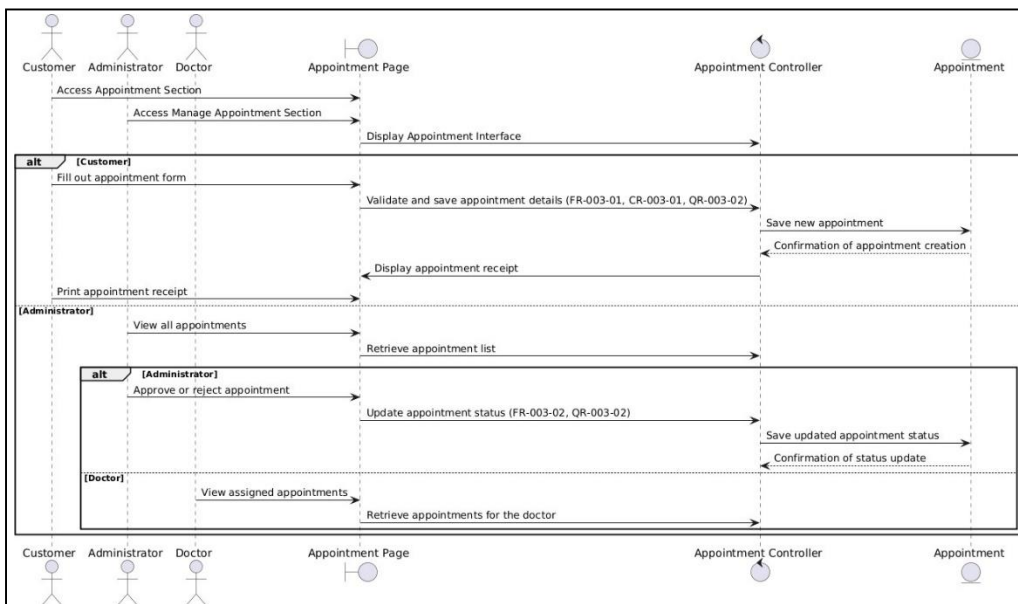 Customer Administrator Doctor Appointment Page Appointment Controller Appointment
Access Appointment Section
Access Manage Appointment Section
Display Appointment Interface
alt [Customer]
Fill out appointment form
Validate and save appointment details (FR-003-01, CR-003-01, QR-003-02)
Save new appointment
Confirmation of appointment creation
Display appointment receipt
Print appointment receipt
[Administrator]
View all appointments
Retrieve appointment list
alt [Administrator]
Approve or reject appointment
Update appointment status (FR-003-02, QR-003-02)
Save updated appointment status
Confirmation of status update
[Doctor]
View assigned appointments
Retrieve appointments for the doctor
Customer Administrator Doctor Appointment Page Appointment Controller Appointment